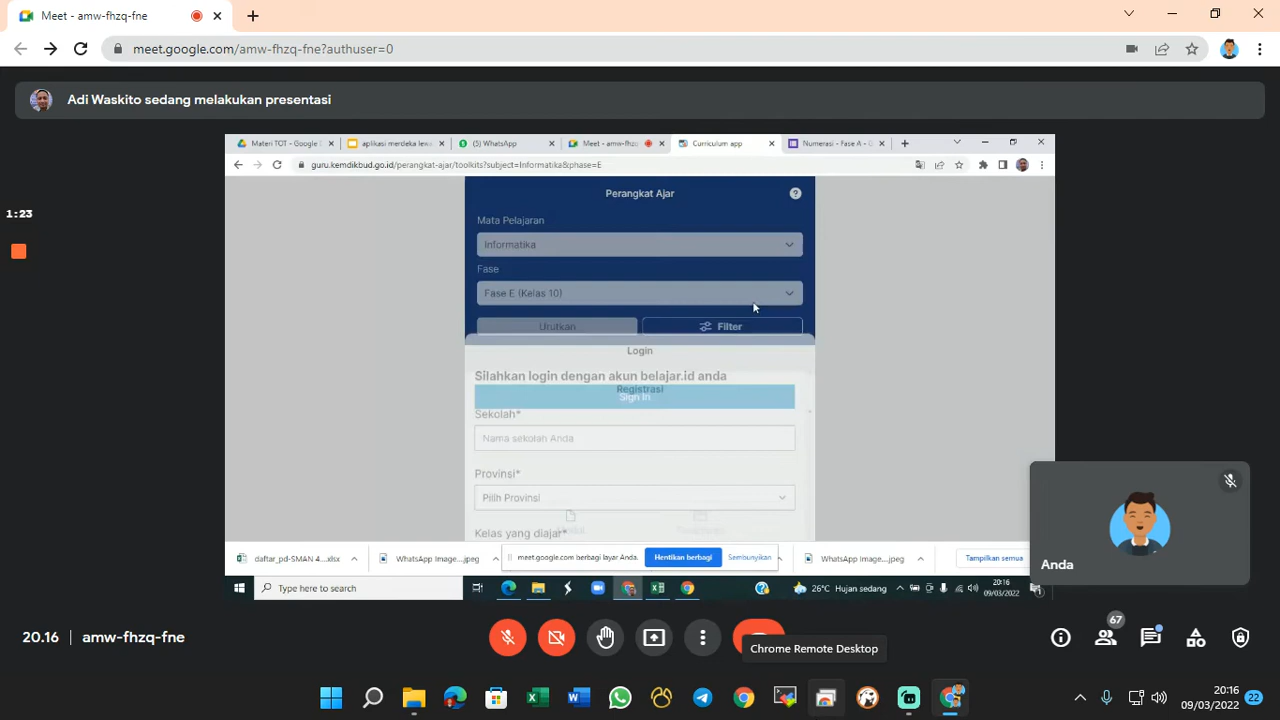 Meet - amw-fhzq-fne
meet.google.com/amw-fhzq-fne?authuser=0
Adi Waskito sedang melakukan presentasi
Materi TOT - Google
aplikasi merdeka lewa
(5) WhatsApp
Meet - amw-fhzq-fne
Curriculum app
Numerasi - Fase A - G
guru.kemdikbud.go.id/perangkat-ajar/toolkits?subject=Informatika&phase=E
1:23
Perangkat Ajar
?
Mata Pelajaran
Informatika
Fase
Fase E (Kelas 10)
Urutkan
Filter
Login
Silahkan login dengan akun belajar.id anda
Registrasi
Sign In
Sekolah*
Nama sekolah Anda
Provinsi*
Pilih Provinsi
Kelas yang diajar*
Anda
daftar_pd-SMAN 4....xlsx
WhatsApp Image...jpeg
meet.google.com berbagi layar Anda.
Hentikan berbagi
Sembunyikan
WhatsApp Image...jpeg
Tampilkan semua
Type here to search
26°C Hujan sedang
20:16
09/03/2022
20.16
amw-fhzq-fne
Chrome Remote Desktop
67
20:16
09/03/2022
22